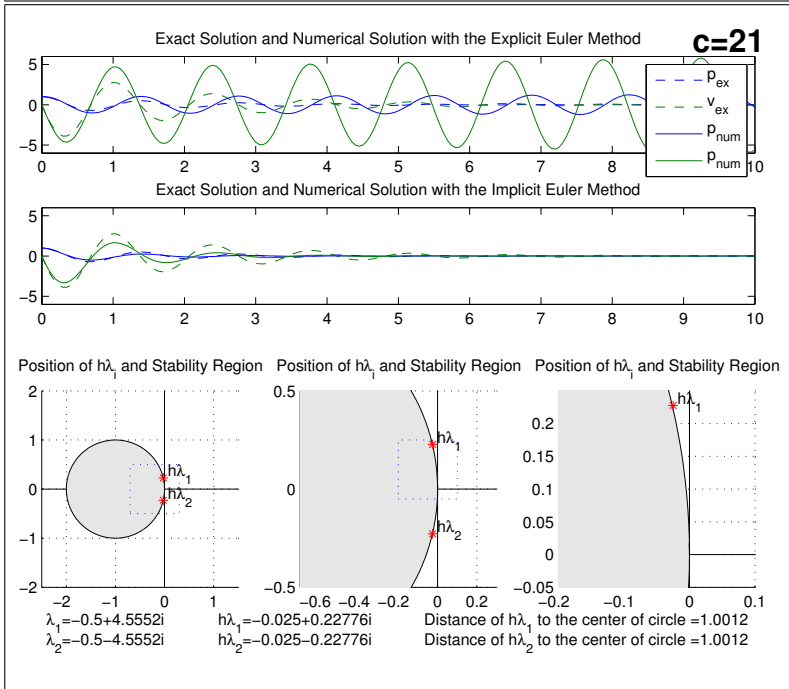 Exact Solution and Numerical Solution with the Explicit Euler Method
c=21
5
0
−5
p_ex
v_ex
p_num
p_num
0 1 2 3 4 5 6 7 8 9 10
Exact Solution and Numerical Solution with the Implicit Euler Method
5
0
−5
0 1 2 3 4 5 6 7 8 9 10
Position of hλ_i and Stability Region
Position of hλ_i and Stability Region
Position of hλ_i and Stability Region
2
1
0
−1
−2
hλ_1
hλ_2
−2 −1 0 1
0.5
0
−0.5
hλ_1
hλ_2
−0.6 −0.4 −0.2 0 0.2
0.2
0.15
0.1
0.05
0
−0.05
hλ_1
−0.2 −0.1 0 0.1
λ_1=−0.5+4.5552i hλ_1=−0.025+0.22776i Distance of hλ_1 to the center of circle =1.0012
λ_2=−0.5−4.5552i hλ_2=−0.025−0.22776i Distance of hλ_2 to the center of circle =1.0012